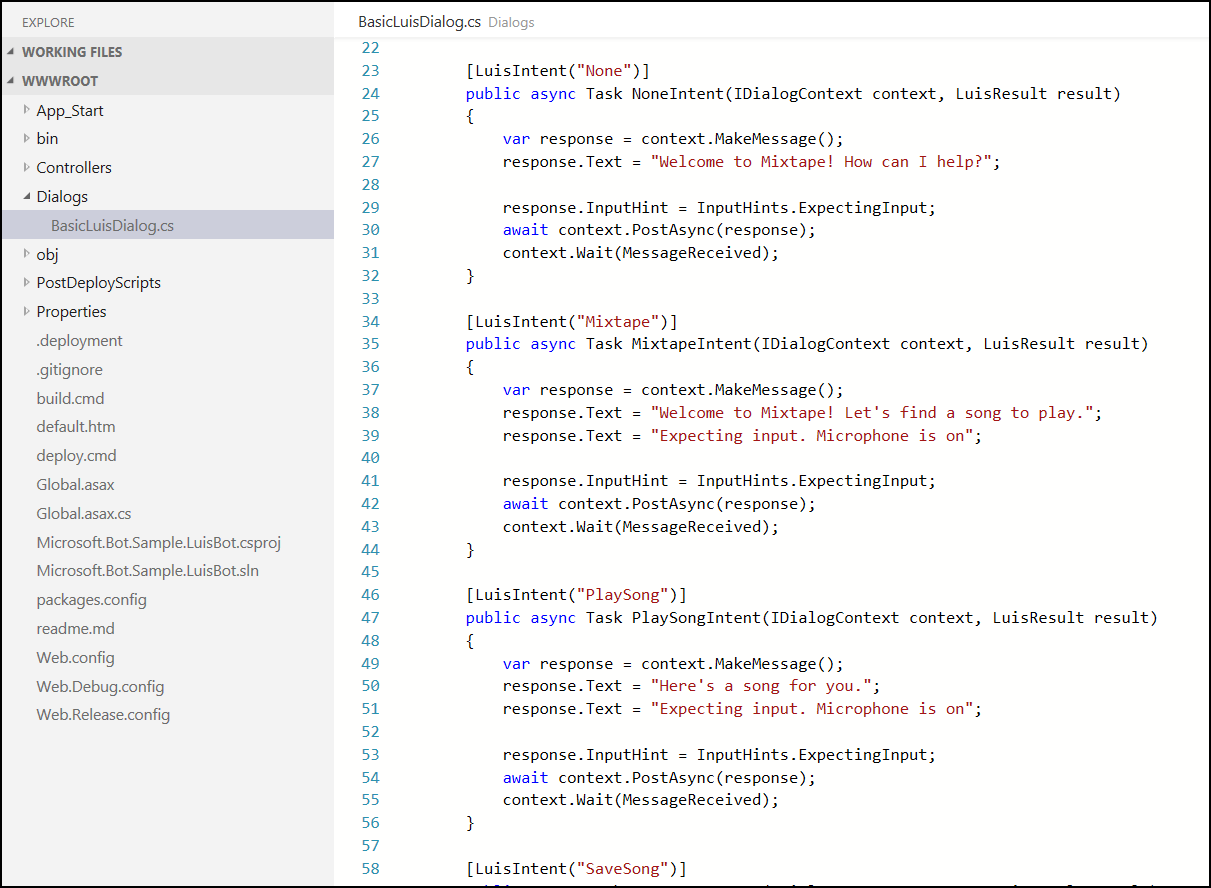 EXPLORE
WORKING FILES
WWWROOT
App_Start
bin
Controllers
Dialogs
BasicLuisDialog.cs
obj
PostDeployScripts
Properties
.deployment
.gitignore
build.cmd
default.htm
deploy.cmd
Global.asax
Global.asax.cs
Microsoft.Bot.Sample.LuisBot.csproj
Microsoft.Bot.Sample.LuisBot.sln
packages.config
readme.md
Web.config
Web.Debug.config
Web.Release.config
BasicLuisDialog.cs Dialogs
22
23 [LuisIntent("None")]
24 public async Task NoneIntent(IDialogContext context, LuisResult result)
25 {
26 var response = context.MakeMessage();
27 response.Text = "Welcome to Mixtape! How can I help?";
28
29 response.InputHint = InputHints.ExpectingInput;
30 await context.PostAsync(response);
31 context.Wait(MessageReceived);
32 }
33
34 [LuisIntent("Mixtape")]
35 public async Task MixtapeIntent(IDialogContext context, LuisResult result)
36 {
37 var response = context.MakeMessage();
38 response.Text = "Welcome to Mixtape! Let's find a song to play.";
39 response.Text = "Expecting input. Microphone is on";
40
41 response.InputHint = InputHints.ExpectingInput;
42 await context.PostAsync(response);
43 context.Wait(MessageReceived);
44 }
45
46 [LuisIntent("PlaySong")]
47 public async Task PlaySongIntent(IDialogContext context, LuisResult result)
48 {
49 var response = context.MakeMessage();
50 response.Text = "Here's a song for you.";
51 response.Text = "Expecting input. Microphone is on";
52
53 response.InputHint = InputHints.ExpectingInput;
54 await context.PostAsync(response);
55 context.Wait(MessageReceived);
56 }
57
58 [LuisIntent("SaveSong")]